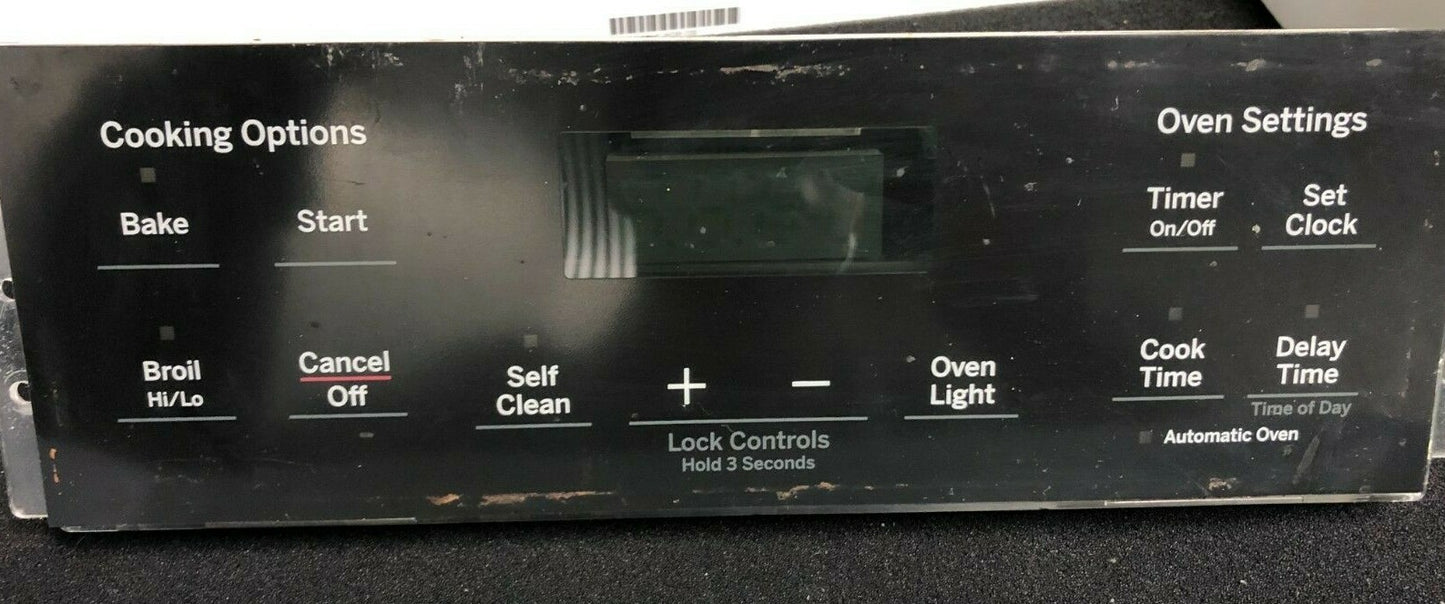 Cooking Options
Bake
Start
Broil
Hi/Lo
Cancel
Off
Self
Clean
+ −
Lock Controls
Hold 3 Seconds
Oven
Light
Oven Settings
Timer
On/Off
Set
Clock
Cook
Time
Delay
Time
Time of Day
Automatic Oven